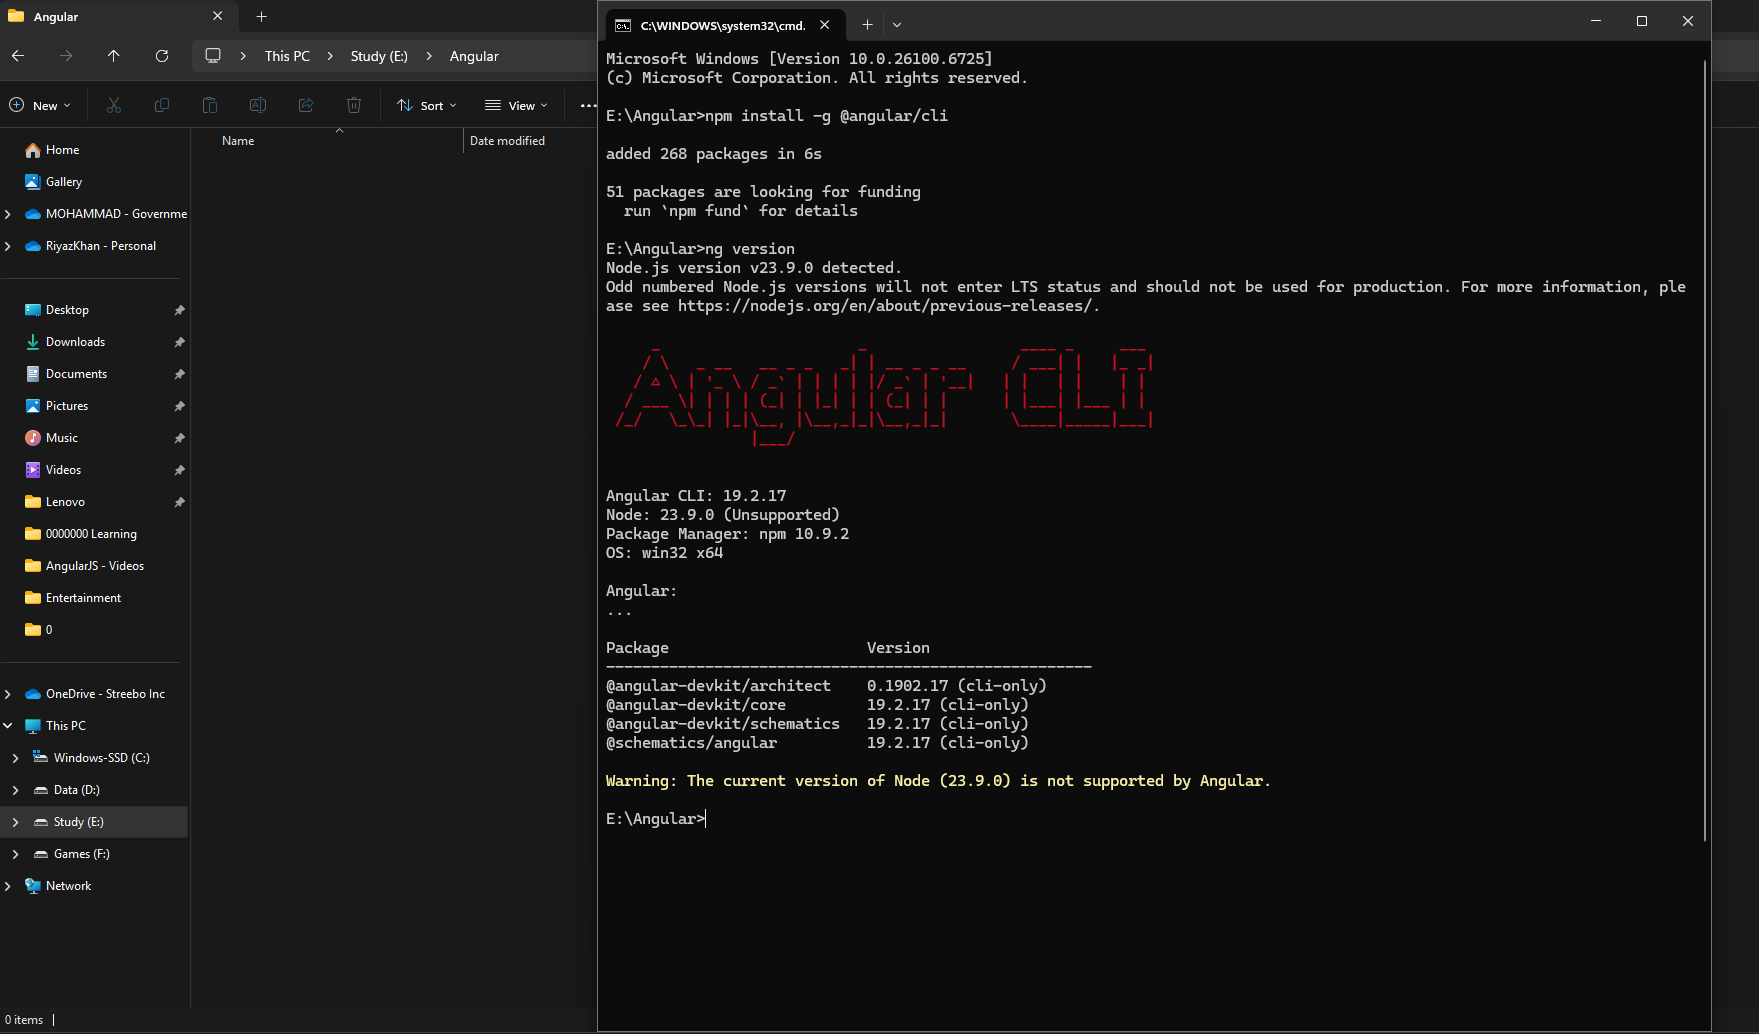 Angular
This PC
Study (E:)
Angular
New
Sort
View
Name
Date modified
Home
Gallery
MOHAMMAD - Governme
RiyazKhan - Personal
Desktop
Downloads
Documents
Pictures
Music
Videos
Lenovo
0000000 Learning
AngularJS - Videos
Entertainment
0
OneDrive - Streebo Inc
This PC
Windows-SSD (C:)
Data (D:)
Study (E:)
Games (F:)
Network
0 items
C:\WINDOWS\system32\cmd.
Microsoft Windows [Version 10.0.26100.6725]
(c) Microsoft Corporation. All rights reserved.
E:\Angular>npm install -g @angular/cli
added 268 packages in 6s
51 packages are looking for funding
run `npm fund` for details
E:\Angular>ng version
Node.js version v23.9.0 detected.
Odd numbered Node.js versions will not enter LTS status and should not be used for production. For more information, ple
ase see https://nodejs.org/en/about/previous-releases/.
Angular CLI
Angular CLI: 19.2.17
Node: 23.9.0 (Unsupported)
Package Manager: npm 10.9.2
OS: win32 x64
Angular:
...
Package Version
------------------------------------------------------
@angular-devkit/architect 0.1902.17 (cli-only)
@angular-devkit/core 19.2.17 (cli-only)
@angular-devkit/schematics 19.2.17 (cli-only)
@schematics/angular 19.2.17 (cli-only)
Warning: The current version of Node (23.9.0) is not supported by Angular.
E:\Angular>